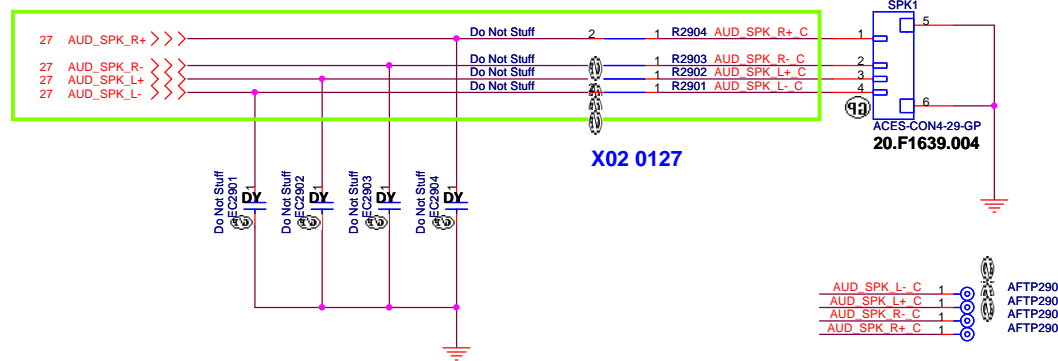 SPK1
27 AUD_SPK_R+ Do Not Stuff 2 1 R2904 AUD_SPK_R+_C 1 5
27 AUD_SPK_R- Do Not Stuff 1 R2903 AUD_SPK_R-_C 2
27 AUD_SPK_L+ Do Not Stuff 1 R2902 AUD_SPK_L+_C 3
27 AUD_SPK_L- Do Not Stuff 1 R2901 AUD_SPK_L-_C 4
6
ACES-CON4-29-GP
20.F1639.004
X02 0127
Do Not Stuff
EC2901
DY
1
Do Not Stuff
EC2902
DY
1
Do Not Stuff
EC2903
DY
1
Do Not Stuff
EC2904
DY
1
AUD_SPK_L-_C 1 AFTP290
AUD_SPK_L+_C 1 AFTP290
AUD_SPK_R-_C 1 AFTP290
AUD_SPK_R+_C 1 AFTP290